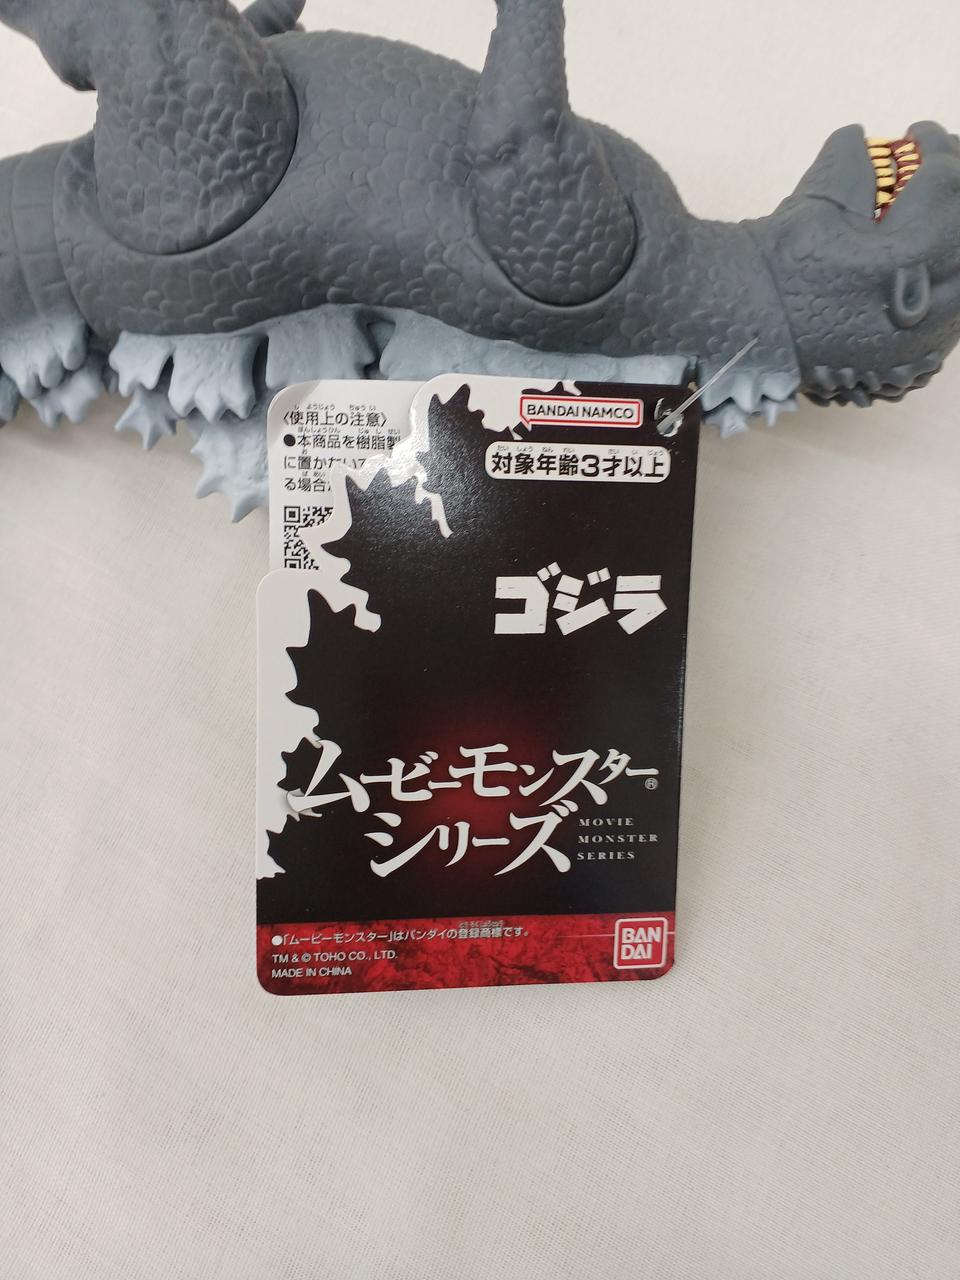 〈使用上の注意〉
●本商品を樹脂製
に置かないで
る場合
BANDAI NAMCO
対象年齢3才以上
ゴジラ
ムービーモンスター®
シリーズ
MOVIE
MONSTER
SERIES
●「ムービーモンスター」はバンダイの登録商標です。
TM & © TOHO CO., LTD.
MADE IN CHINA
BAN
DAI